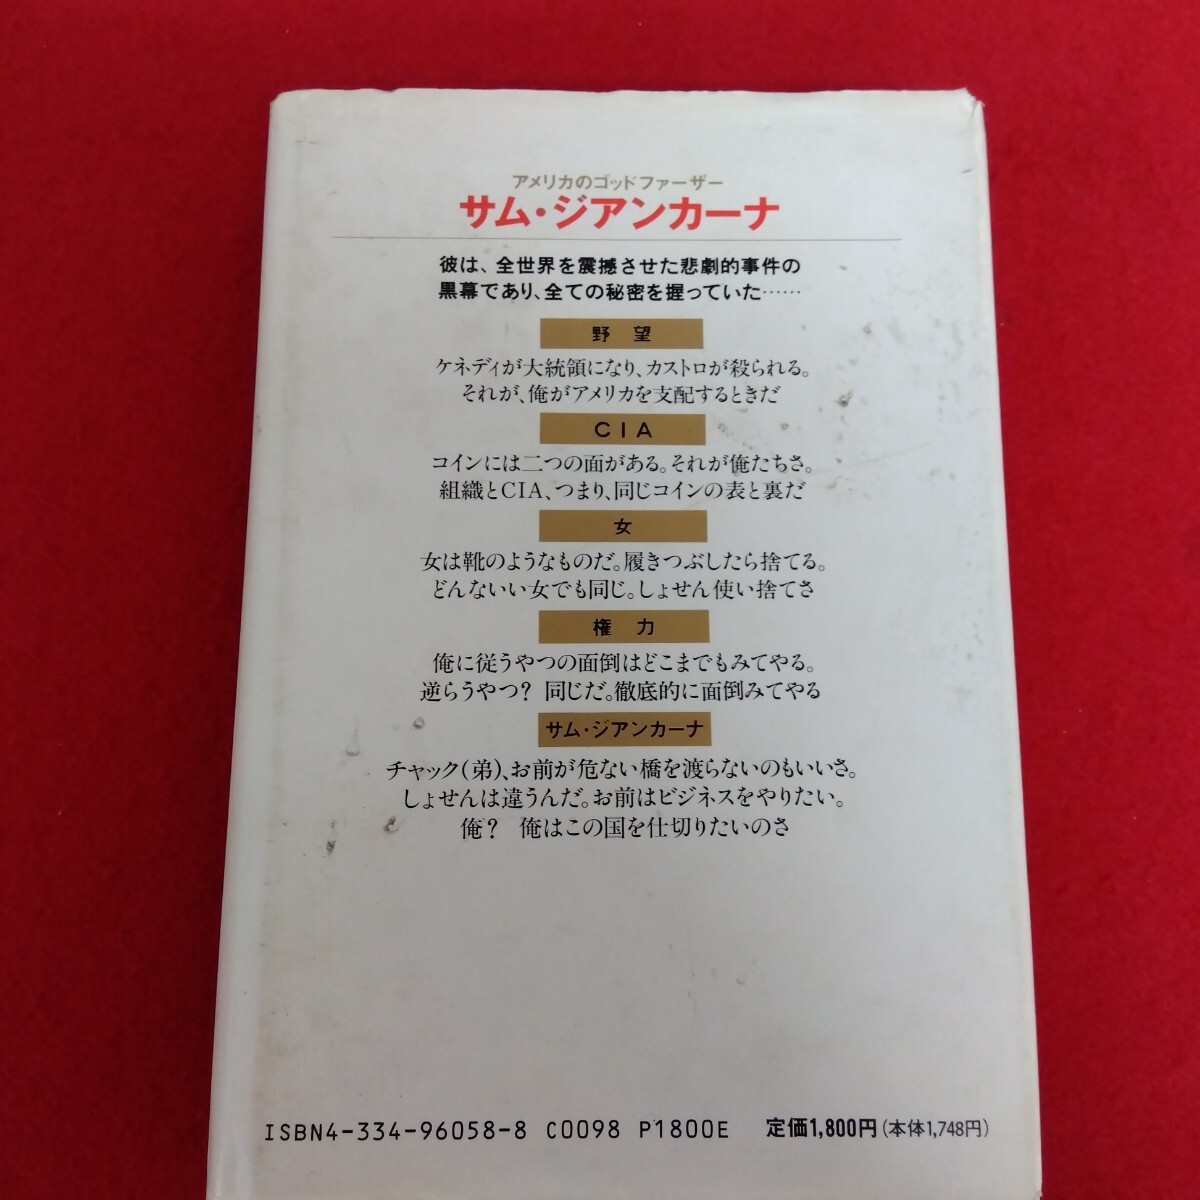 アメリカのゴッドファーザー
サム・ジアンカーナ
彼は、全世界を震撼させた悲劇的事件の
黒幕であり、全ての秘密を握っていた……
野望
ケネディが大統領になり、カストロが殺られる。
それが、俺がアメリカを支配するときだ
CIA
コインには二つの面がある。それが俺たちさ。
組織とCIA、つまり、同じコインの表と裏だ
女
女は靴のようなものだ。履きつぶしたら捨てる。
どんないい女でも同じ。しょせん使い捨てさ
権力
俺に従うやつの面倒はどこまでもみてやる。
逆らうやつ? 同じだ。徹底的に面倒みてやる
サム・ジアンカーナ
チャック(弟)、お前が危ない橋を渡らないのもいいさ。
しょせんは違うんだ。お前はビジネスをやりたい。
俺? 俺はこの国を仕切りたいのさ
ISBN4-334-96058-8 C0098 P1800E 定価1,800円(本体1,748円)